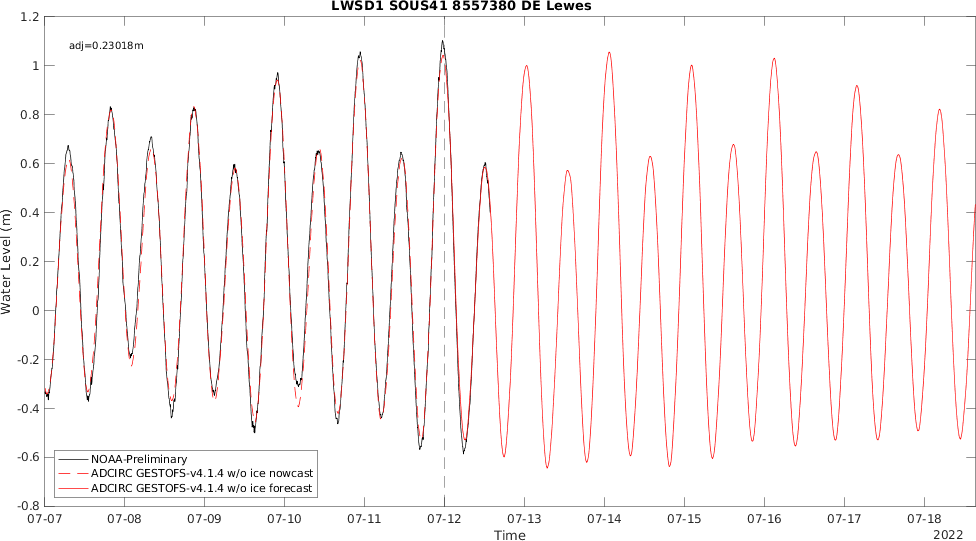 LWSD1 SOUS41 8557380 DE Lewes
adj=0.23018m
Water Level (m)
1.2
1
0.8
0.6
0.4
0.2
0
-0.2
-0.4
-0.6
-0.8
NOAA-Preliminary
ADCIRC GESTOFS-v4.1.4 w/o ice nowcast
ADCIRC GESTOFS-v4.1.4 w/o ice forecast
07-07 07-08 07-09 07-10 07-11 07-12 07-13 07-14 07-15 07-16 07-17 07-18
Time
2022